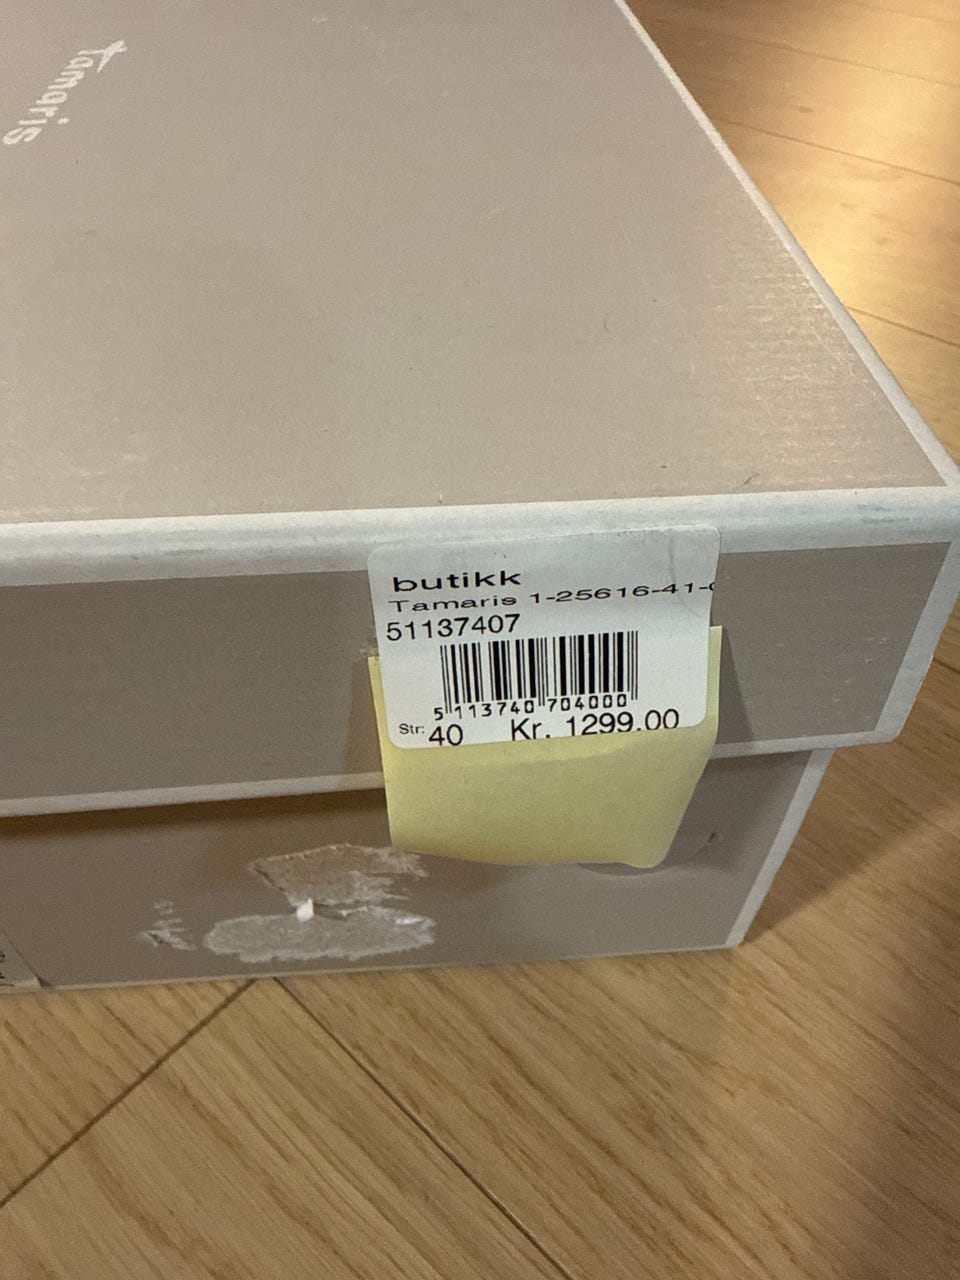 Tamaris
butikk
Tamaris 1-25616-41-
51137407
5 113740 704000
Str: 40 Kr. 1299.00